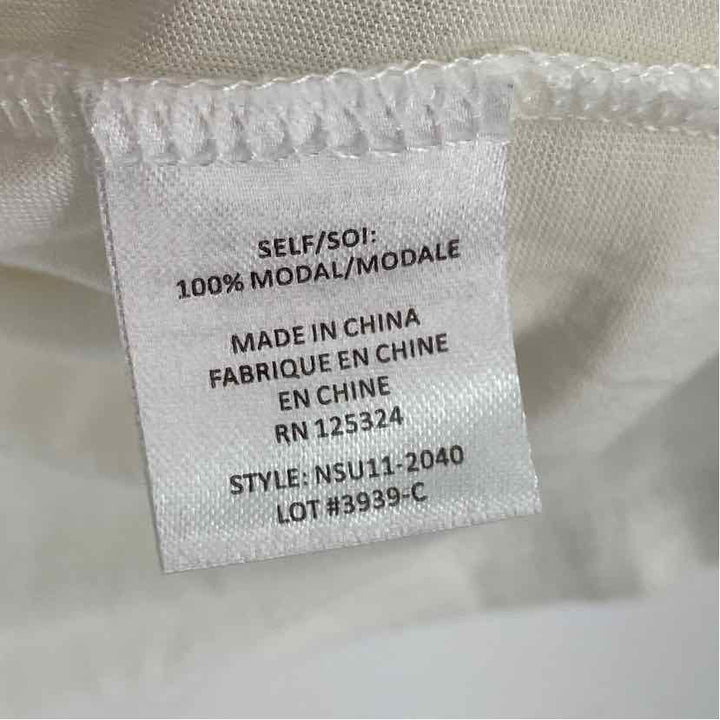 SELF/SOI:
100% MODAL/MODALE
MADE IN CHINA
FABRIQUE EN CHINE
EN CHINE
RN 125324
STYLE: NSU11-2040
LOT #3939-C